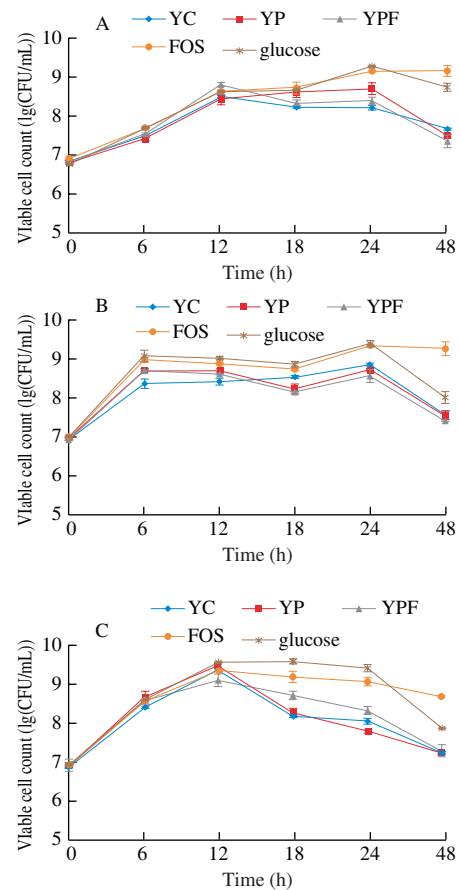 A
YC YP YPF
FOS glucose
VIable cell count (lg(CFU/mL))
10
9
8
7
6
5
0 6 12 18 24 48
Time (h)
B
YC YP YPF
FOS glucose
VIable cell count (lg(CFU/mL))
10
9
8
7
6
5
0 6 12 18 24 48
Time (h)
YC YP YPF
C
FOS glucose
VIable cell count (lg(CFU/mL))
10
9
8
7
6
5
0 6 12 18 24 48
Time (h)